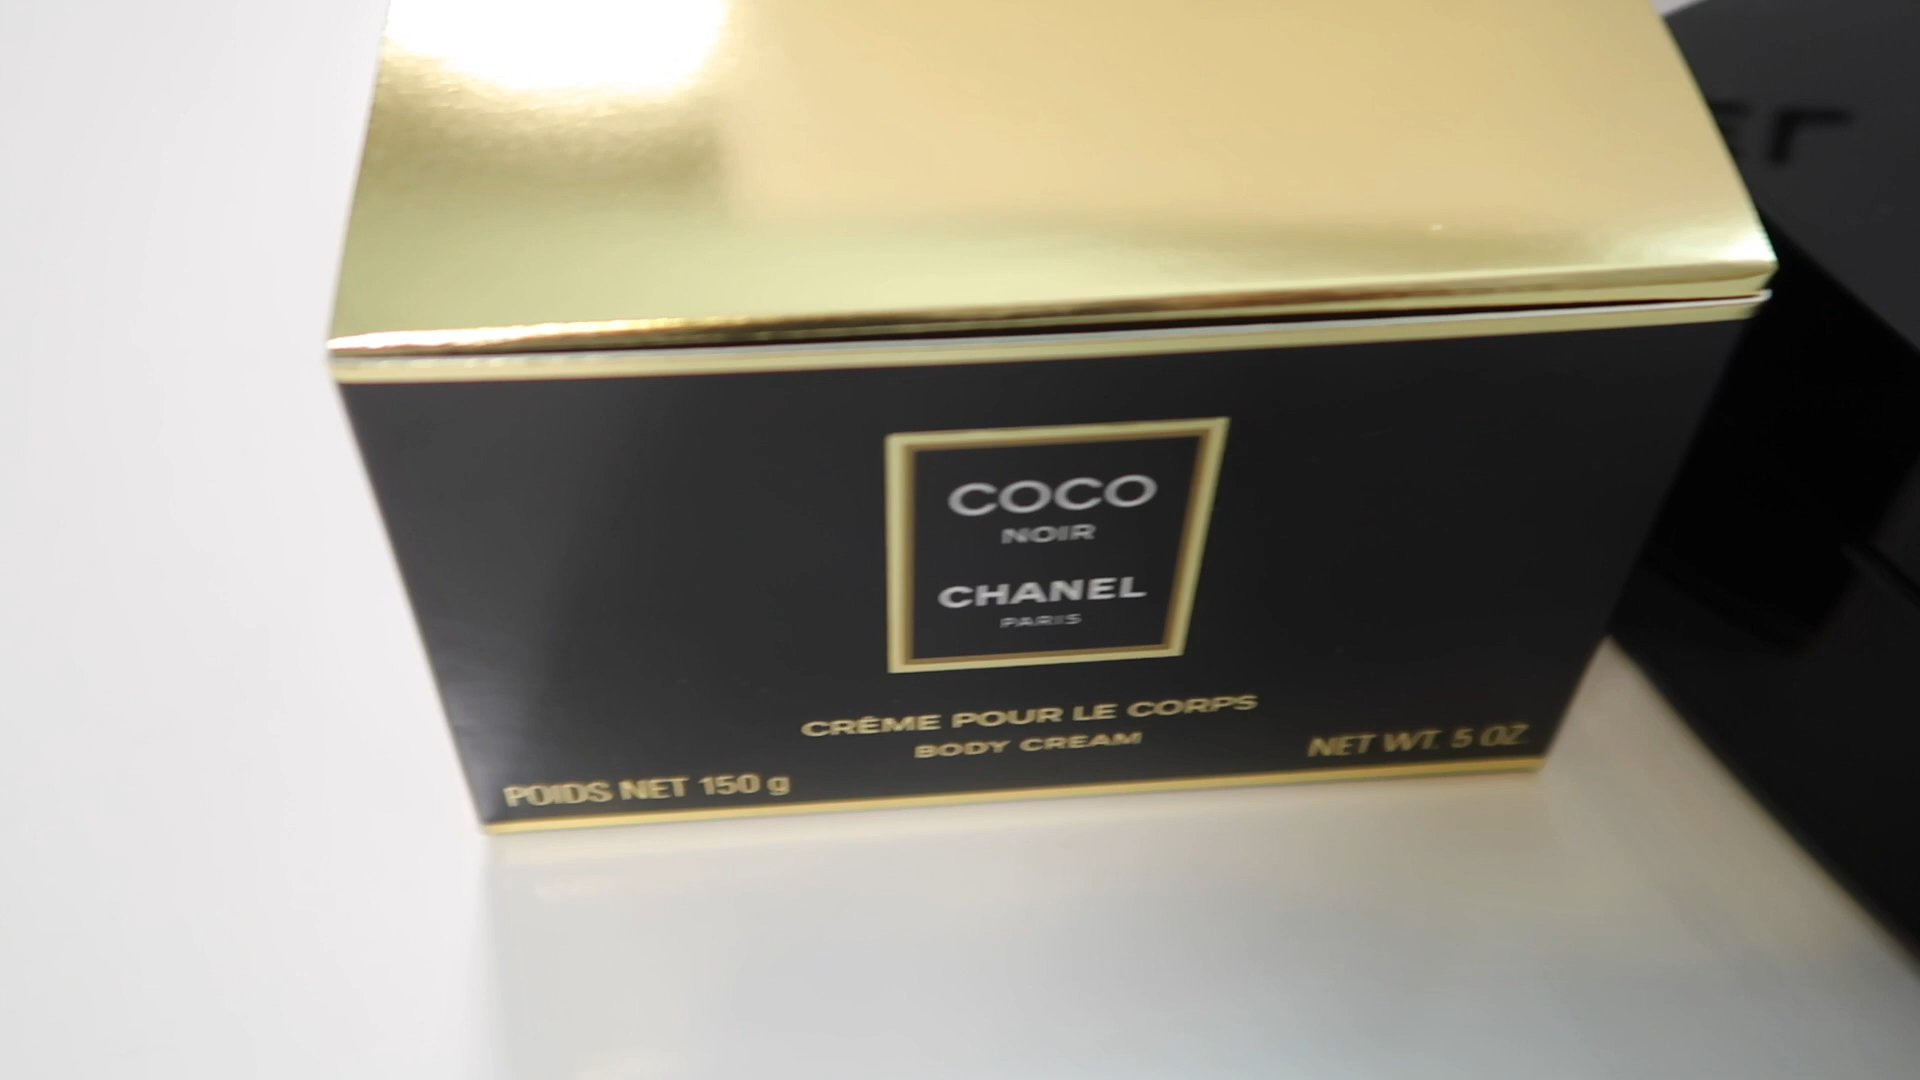 COCO
NOIR
CHANEL
PARIS
CRÈME POUR LE CORPS
BODY CREAM
POIDS NET 150 g
NET WT. 5 OZ.